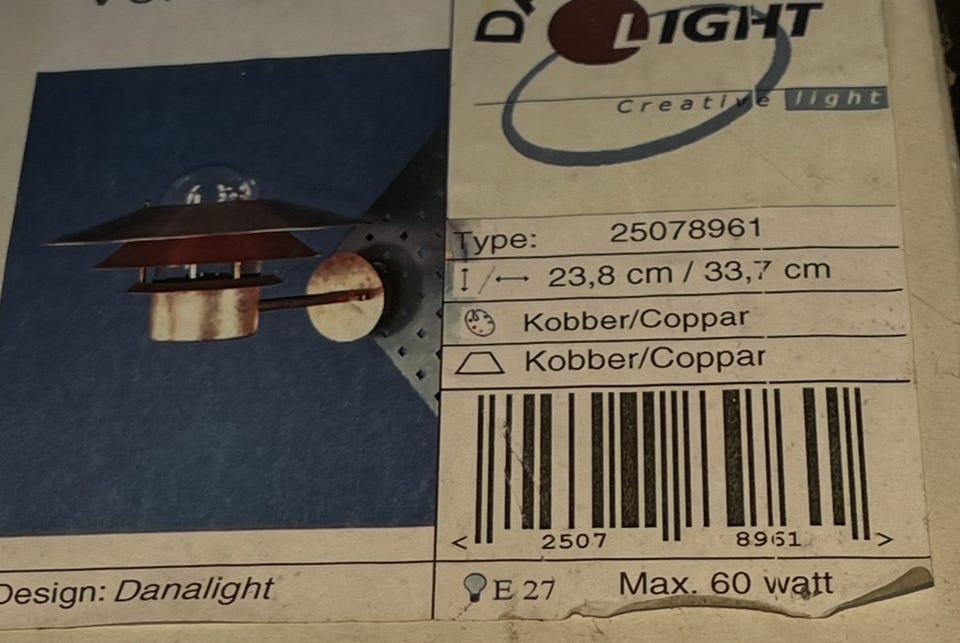 LIGHT
Creative light
Type: 25078961
23,8 cm / 33,7 cm
Kobber/Coppar
Kobber/Coppar
< 2507 8961 >
Design: Danalight
E 27 Max. 60 watt